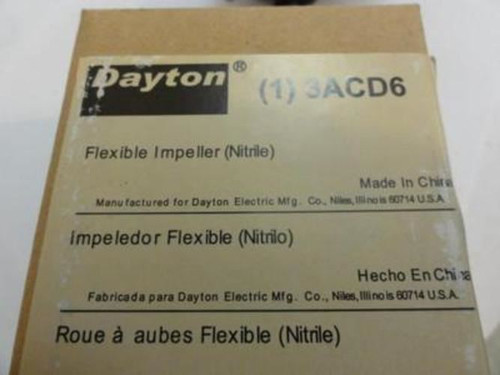 Dayton® (1) 3ACD6
Flexible Impeller (Nitrile)
Made In China
Manufactured for Dayton Electric Mfg. Co., Niles, Illinois 60714 U.S.A.
Impeledor Flexible (Nitrilo)
Hecho En China
Fabricada para Dayton Electric Mfg. Co., Niles, Illinois 60714 U.S.A.
Roue à aubes Flexible (Nitrile)